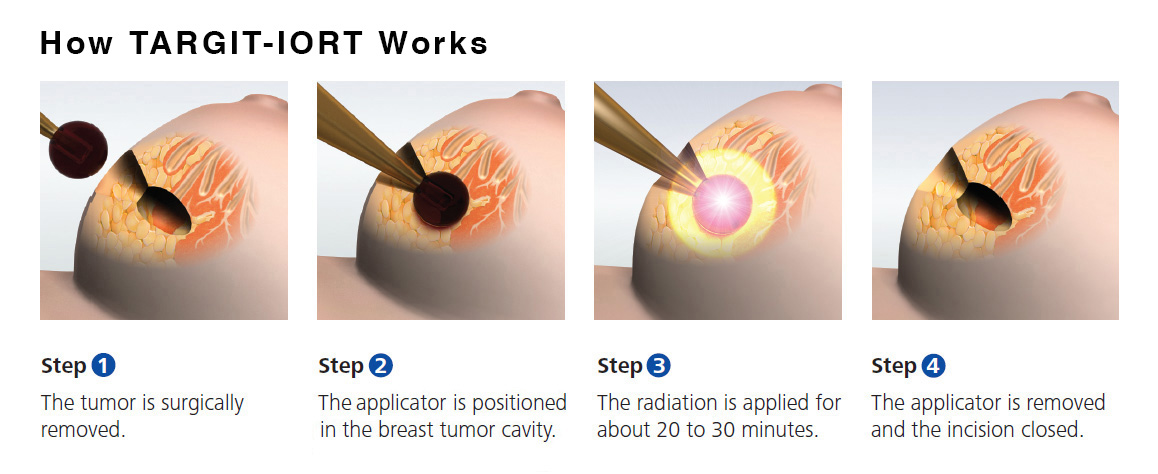 How TARGIT-IORT Works
Step 1
The tumor is surgically
removed.
Step 2
The applicator is positioned
in the breast tumor cavity.
Step 3
The radiation is applied for
about 20 to 30 minutes.
Step 4
The applicator is removed
and the incision closed.